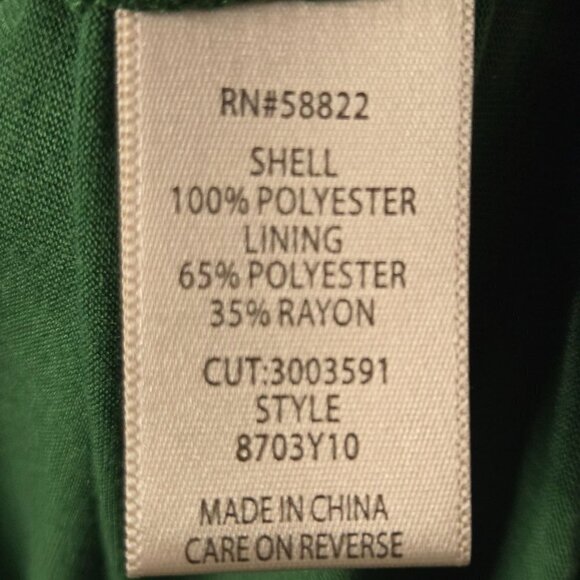 RN#58822
SHELL
100% POLYESTER
LINING
65% POLYESTER
35% RAYON
CUT:3003591
STYLE
8703Y10
MADE IN CHINA
CARE ON REVERSE